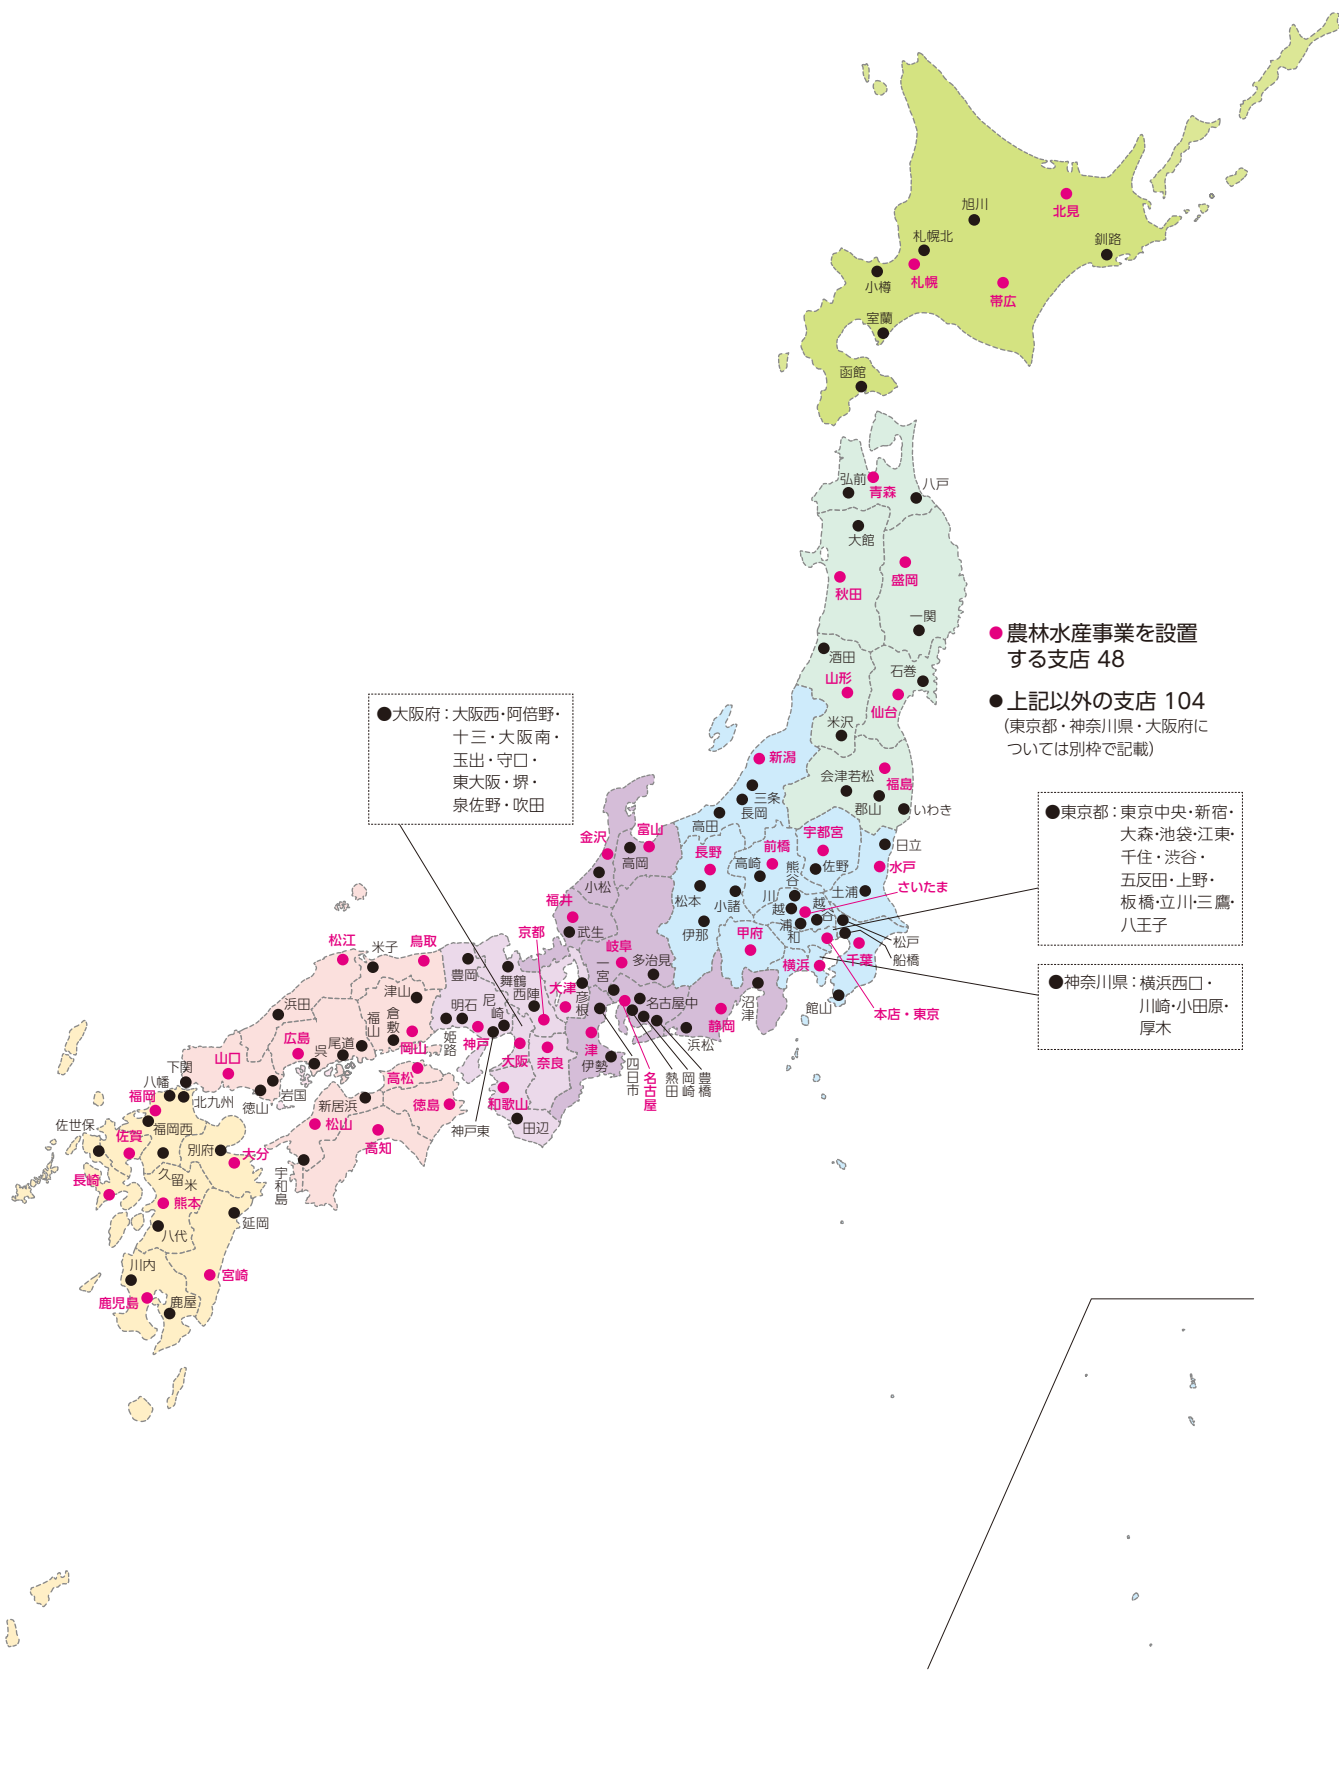 旭川
北見
札幌北
釧路
札幌
小樽
帯広
室蘭
函館
弘前
青森
八戸
大館
盛岡
秋田
一関
酒田
石巻
山形
仙台
米沢
●農林水産事業を設置
する支店 48
●上記以外の支店 104
(東京都・神奈川県・大阪府に
ついては別枠で記載)
●大阪府：大阪西・阿倍野・
十三・大阪南・
玉出・守口・
東大阪・堺・
泉佐野・吹田
新潟
会津若松
福島
三条
長岡
郡山
いわき
高田
●東京都：東京中央・新宿・
大森・池袋・江東・
千住・渋谷・
五反田・上野・
板橋・立川・三鷹・
八王子
●神奈川県：横浜西口・
川崎・小田原・
厚木
金沢
富山
高岡
小松
福井
武生
宇都宮
日立
前橋
長野
高崎
熊谷
佐野
水戸
さいたま
土浦
松本
小諸
川越
越谷
浦和
伊那
松戸
船橋
甲府
横浜
千葉
本店・東京
館山
京都
岐阜
多治見
一宮
松江
米子
鳥取
豊岡
舞鶴
西陣
大津
彦根
名古屋中
沼津
静岡
浜松
津山
浜田
福山
倉敷
明石
尼崎
姫路
神戸
岡山
広島
呉
尾道
大阪
奈良
津
伊勢
四日市
名古屋
熱田
岡崎
豊橋
下関
山口
八幡
福岡
北九州
徳山
岩国
高松
新居浜
徳島
和歌山
神戸東
田辺
松山
高知
佐世保
佐賀
福岡西
別府
大分
宇和島
長崎
久留米
熊本
延岡
八代
川内
宮崎
鹿児島
鹿屋